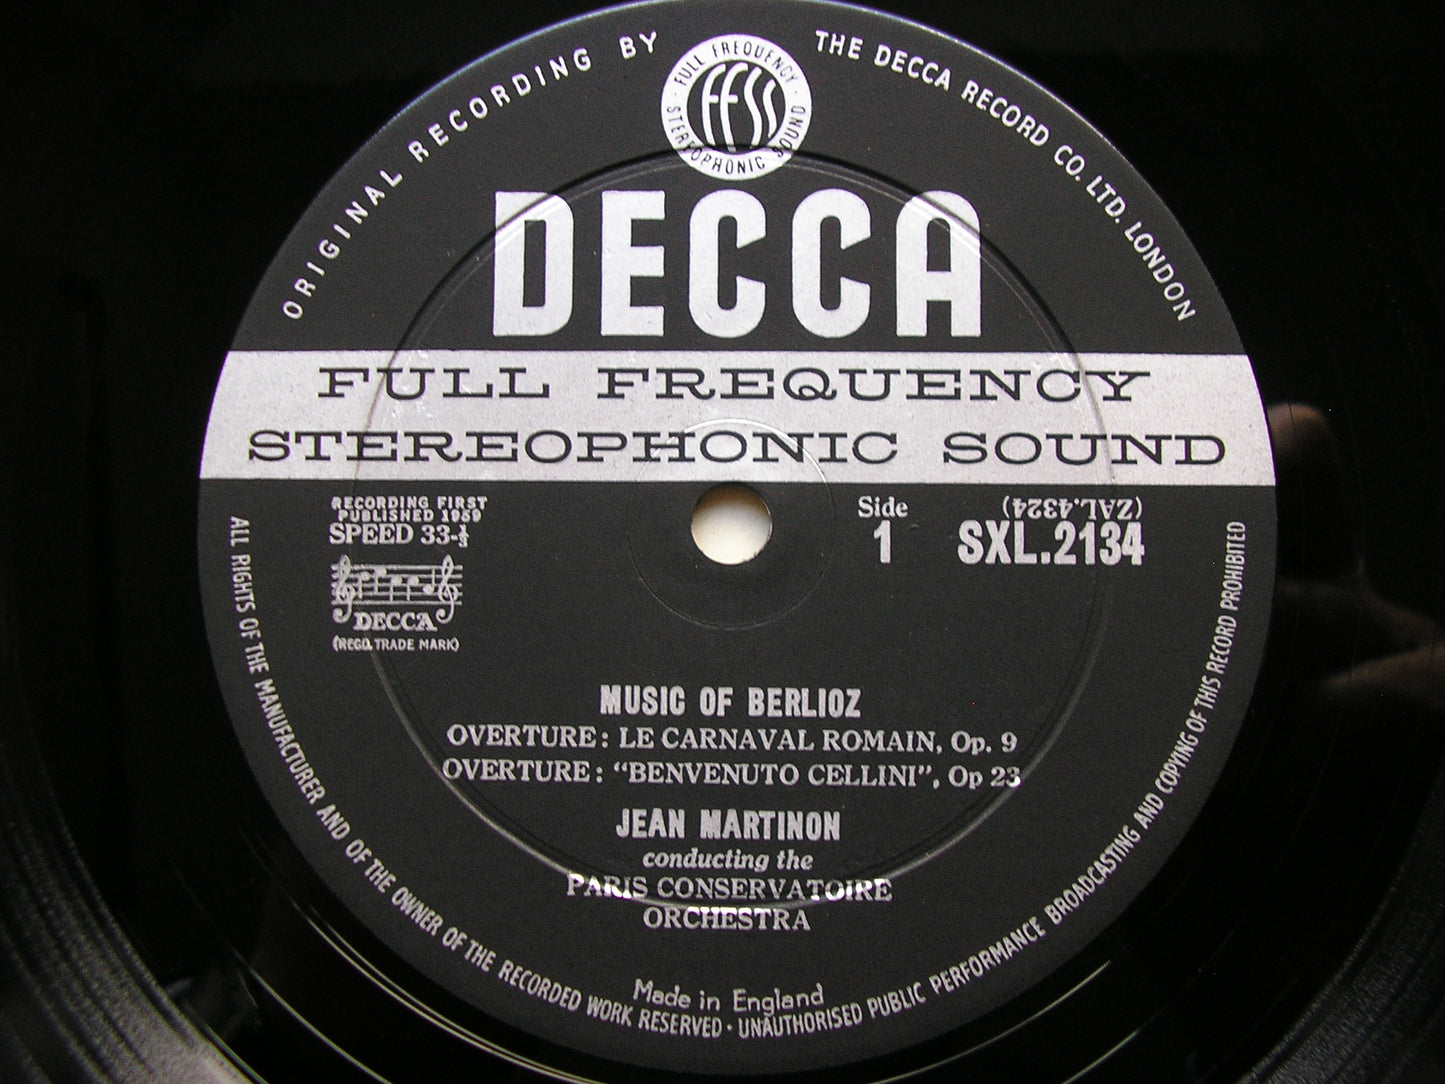 ORIGINAL RECORDING BY
THE DECCA RECORD CO. LTD. LONDON
FULL FREQUENCY
FFSS
STEREOPHONIC SOUND
DECCA
FULL FREQUENCY
STEREOPHONIC SOUND
RECORDING FIRST
PUBLISHED 1959
SPEED 33-⅓
DECCA
(REGD. TRADE MARK)
Side
1
(ZAL.4324)
SXL.2134
MUSIC OF BERLIOZ
OVERTURE: LE CARNAVAL ROMAIN, Op. 9
OVERTURE: "BENVENUTO CELLINI", Op 23
JEAN MARTINON
conducting the
PARIS CONSERVATOIRE
ORCHESTRA
Made in England
ALL RIGHTS OF THE MANUFACTURER AND OF THE OWNER OF THE RECORDED WORK RESERVED · UNAUTHORISED PUBLIC PERFORMANCE BROADCASTING AND COPYING OF THIS RECORD PROHIBITED